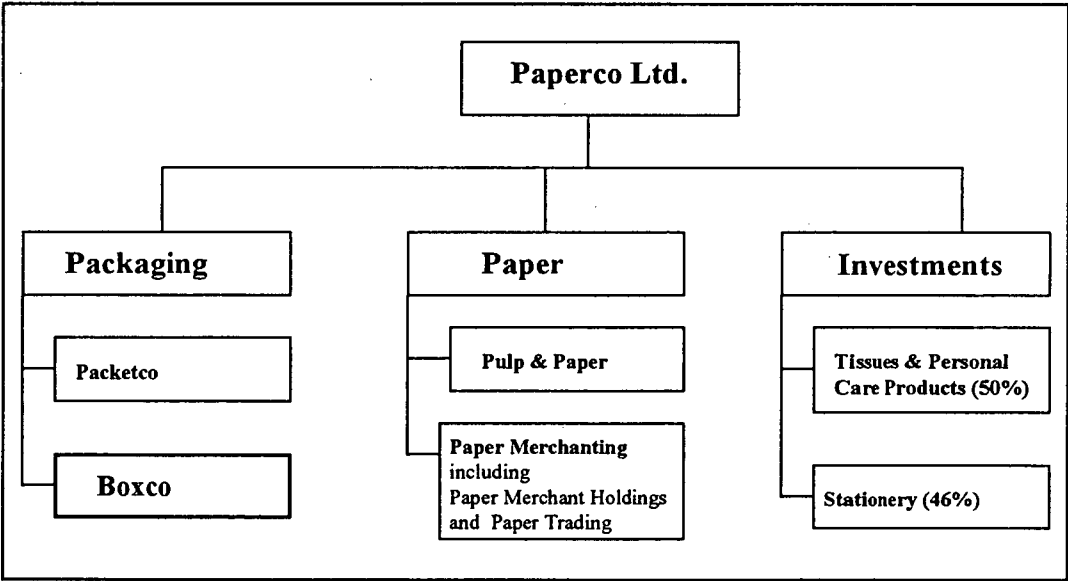 Paperco Ltd.
Packaging
Packetco
Boxco
Paper
Pulp & Paper
Paper Merchanting
including
Paper Merchant Holdings
and Paper Trading
Investments
Tissues & Personal
Care Products (50%)
Stationery (46%)